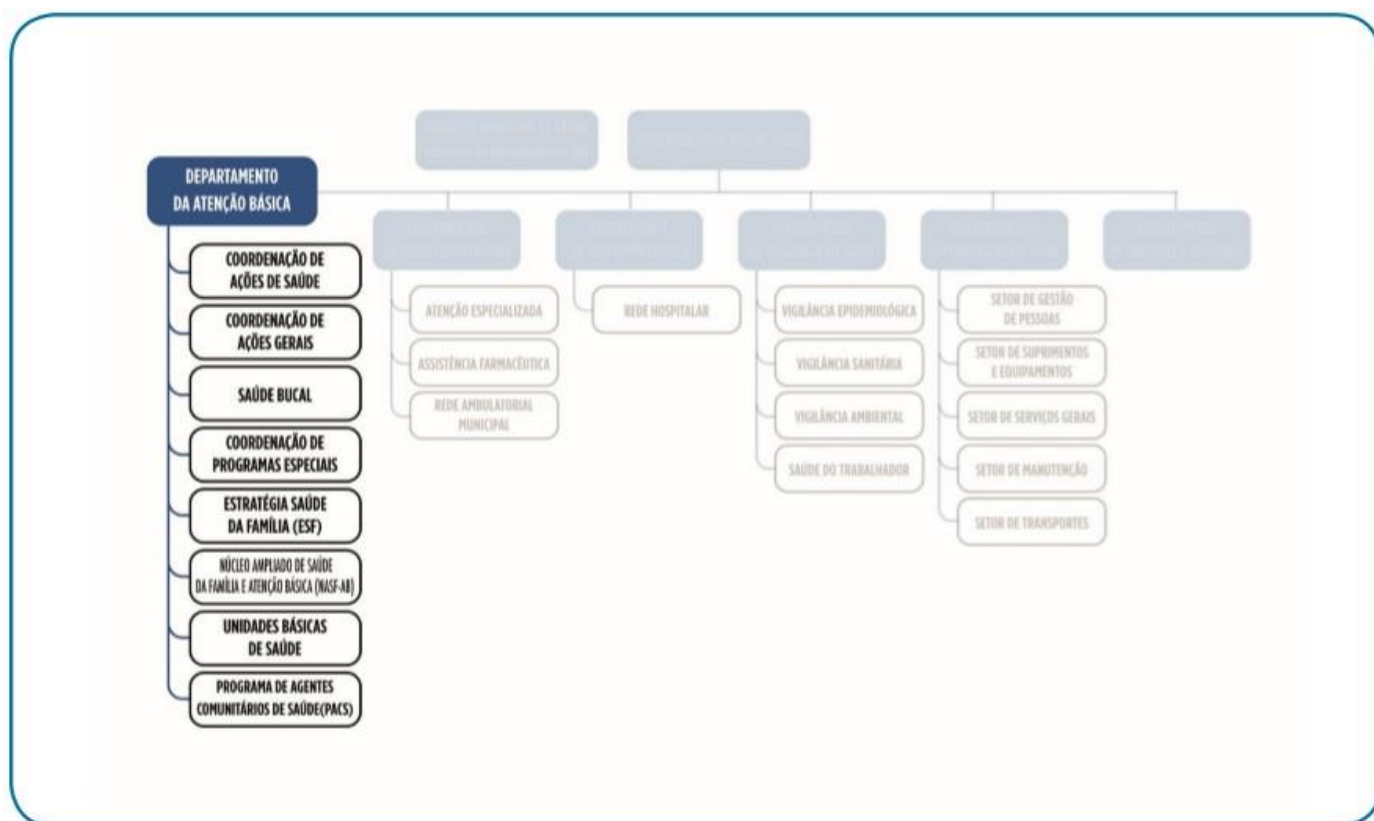 DEPARTAMENTO
DA ATENÇÃO BÁSICA
COORDENAÇÃO DE
AÇÕES DE SAÚDE
COORDENAÇÃO DE
AÇÕES GERAIS
SAÚDE BUCAL
COORDENAÇÃO DE
PROGRAMAS ESPECIAIS
ESTRATÉGIA SAÚDE
DA FAMÍLIA (ESF)
NÚCLEO AMPLIADO DE SAÚDE
DA FAMÍLIA E ATENÇÃO BÁSICA (NASF-AB)
UNIDADES BÁSICAS
DE SAÚDE
PROGRAMA DE AGENTES
COMUNITÁRIOS DE SAÚDE(PACS)
ATENÇÃO ESPECIALIZADA
ASSISTÊNCIA FARMACÊUTICA
REDE AMBULATORIAL
MUNICIPAL
REDE HOSPITALAR
VIGILÂNCIA EPIDEMIOLÓGICA
VIGILÂNCIA SANITÁRIA
VIGILÂNCIA AMBIENTAL
SAÚDE DO TRABALHADOR
SETOR DE GESTÃO
DE PESSOAS
SETOR DE SUPRIMENTOS
E EQUIPAMENTOS
SETOR DE SERVIÇOS GERAIS
SETOR DE MANUTENÇÃO
SETOR DE TRANSPORTES